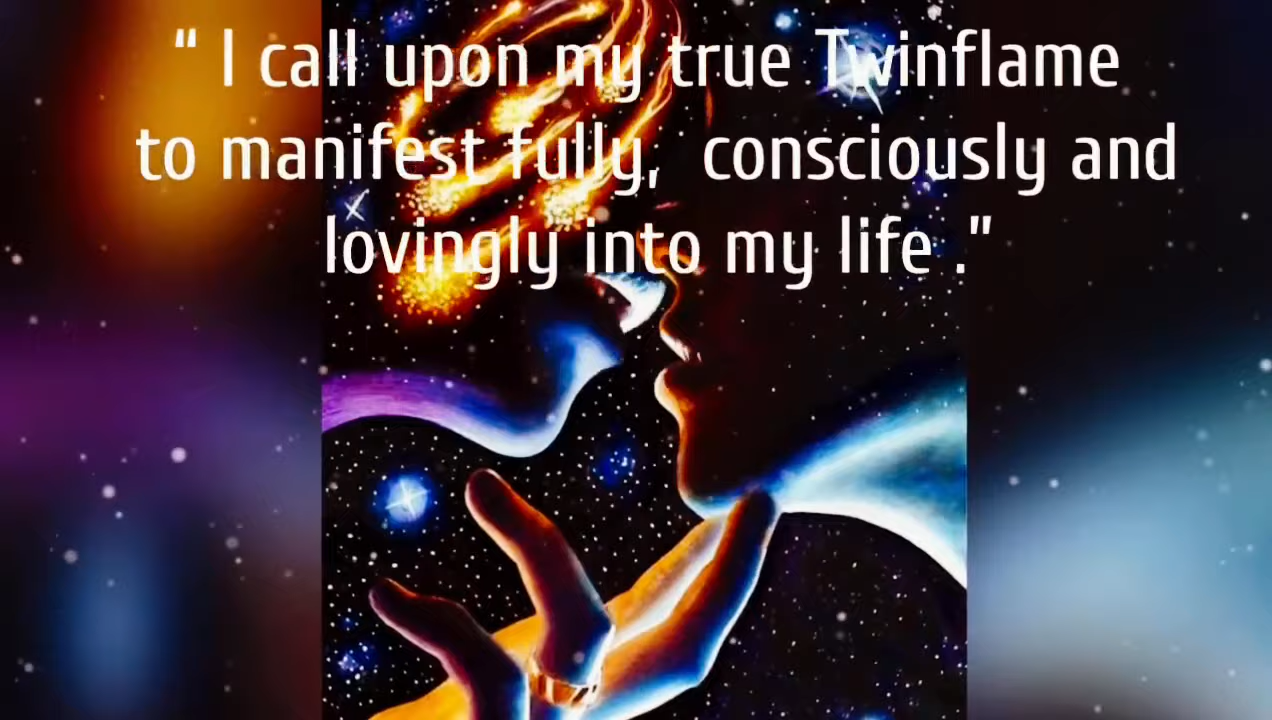 “ I call upon my true Twinflame
to manifest fully, consciously and
lovingly into my life .”